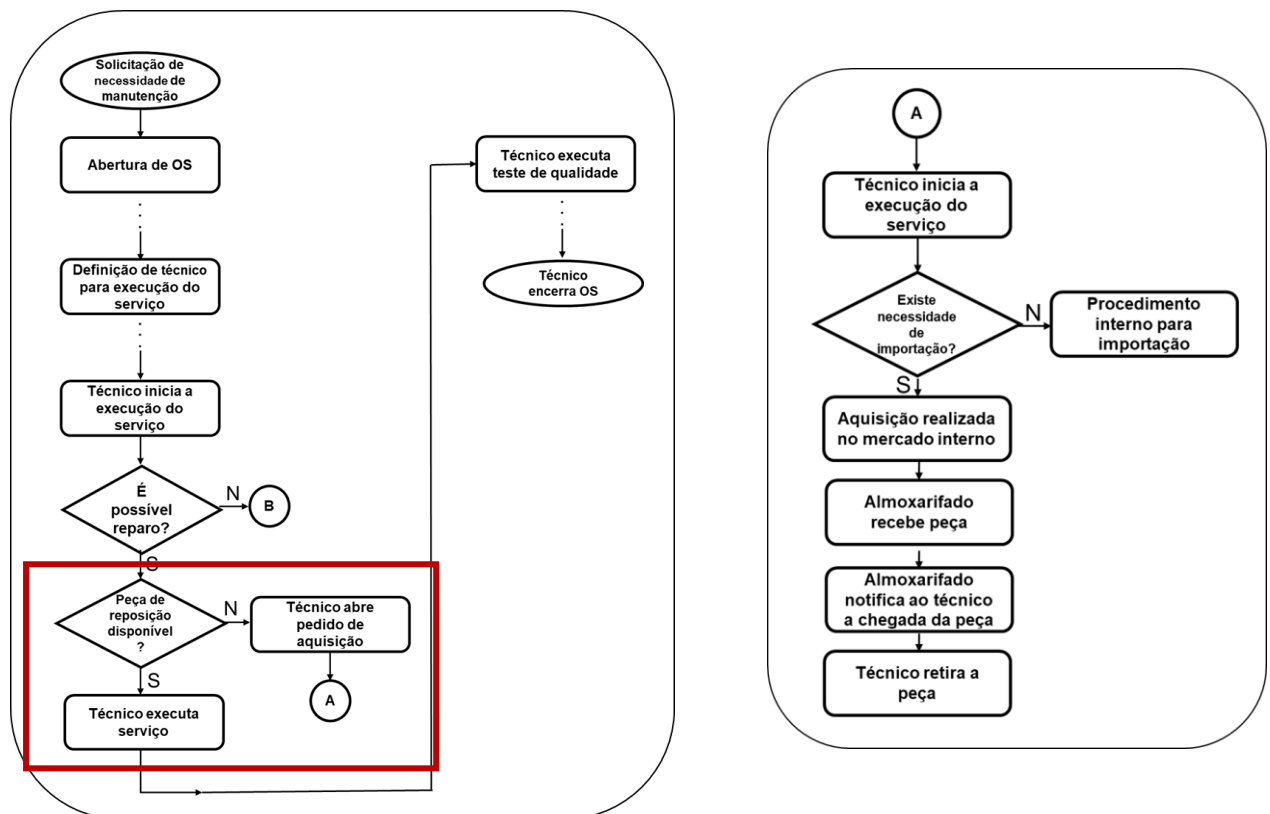 Solicitação de
necessidade de
manutenção
Abertura de OS
Definição de técnico
para execução do
serviço
Técnico inicia a
execução do
serviço
É
possível
reparo?
N
B
S
Peça de
reposição
disponível
?
N
Técnico abre
pedido de
aquisição
A
S
Técnico executa
serviço
Técnico executa
teste de qualidade
Técnico
encerra OS
A
Técnico inicia a
execução do
serviço
Existe
necessidade
de
importação?
N
Procedimento
interno para
importação
S
Aquisição realizada
no mercado interno
Almoxarifado
recebe peça
Almoxarifado
notifica ao técnico
a chegada da peça
Técnico retira a
peça